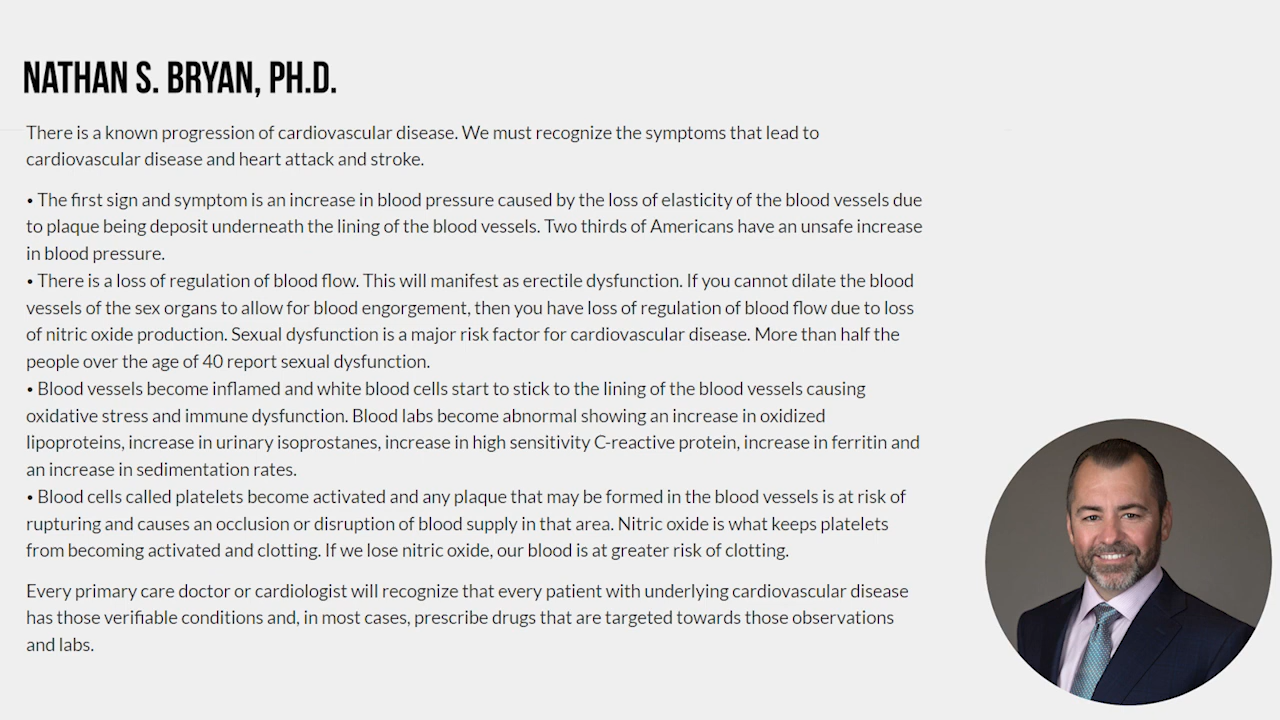 NATHAN S. BRYAN, PH.D.
There is a known progression of cardiovascular disease. We must recognize the symptoms that lead to
cardiovascular disease and heart attack and stroke.
• The first sign and symptom is an increase in blood pressure caused by the loss of elasticity of the blood vessels due
to plaque being deposit underneath the lining of the blood vessels. Two thirds of Americans have an unsafe increase
in blood pressure.
• There is a loss of regulation of blood flow. This will manifest as erectile dysfunction. If you cannot dilate the blood
vessels of the sex organs to allow for blood engorgement, then you have loss of regulation of blood flow due to loss
of nitric oxide production. Sexual dysfunction is a major risk factor for cardiovascular disease. More than half the
people over the age of 40 report sexual dysfunction.
• Blood vessels become inflamed and white blood cells start to stick to the lining of the blood vessels causing
oxidative stress and immune dysfunction. Blood labs become abnormal showing an increase in oxidized
lipoproteins, increase in urinary isoprostanes, increase in high sensitivity C-reactive protein, increase in ferritin and
an increase in sedimentation rates.
• Blood cells called platelets become activated and any plaque that may be formed in the blood vessels is at risk of
rupturing and causes an occlusion or disruption of blood supply in that area. Nitric oxide is what keeps platelets
from becoming activated and clotting. If we lose nitric oxide, our blood is at greater risk of clotting.
Every primary care doctor or cardiologist will recognize that every patient with underlying cardiovascular disease
has those verifiable conditions and, in most cases, prescribe drugs that are targeted towards those observations
and labs.